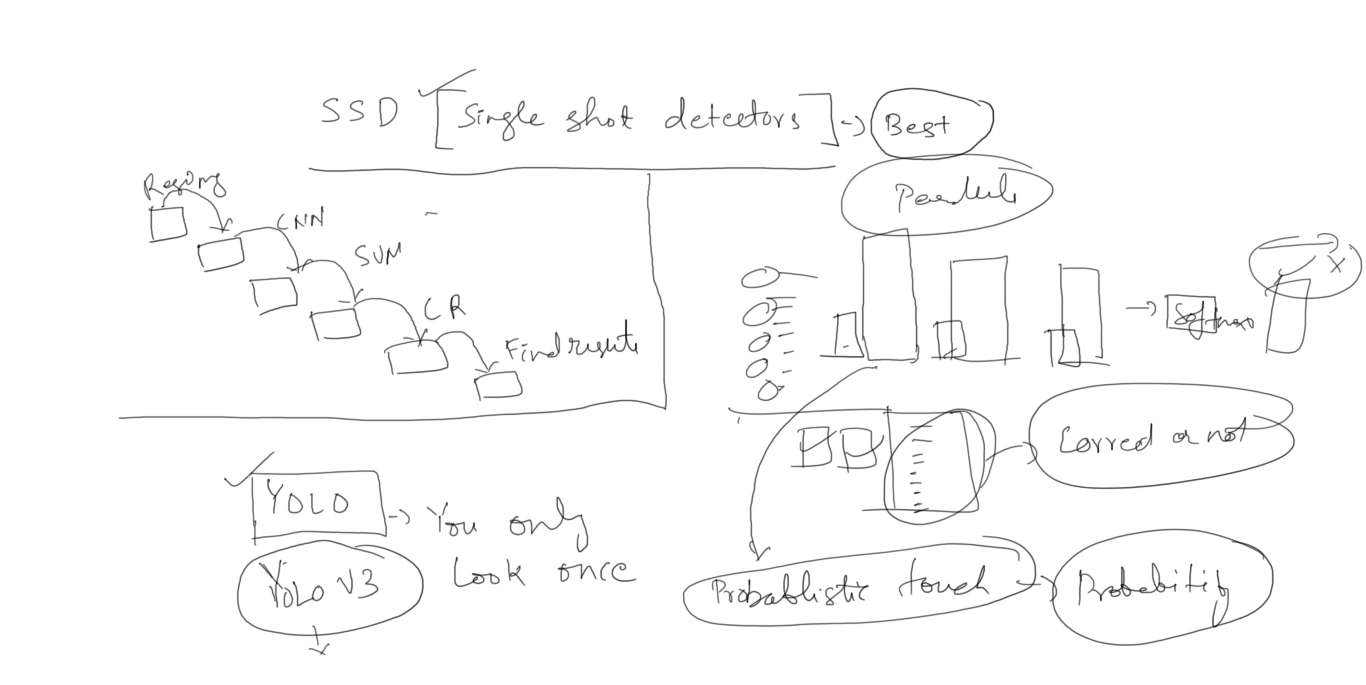 SSD [Single shot detectors] -> Best
Regions
CNN
SVM
CR
Find results
Softmax
X
Correct or not
YOLO -> You only
Look once
YOLO V3
Probablistic touch -> Probability